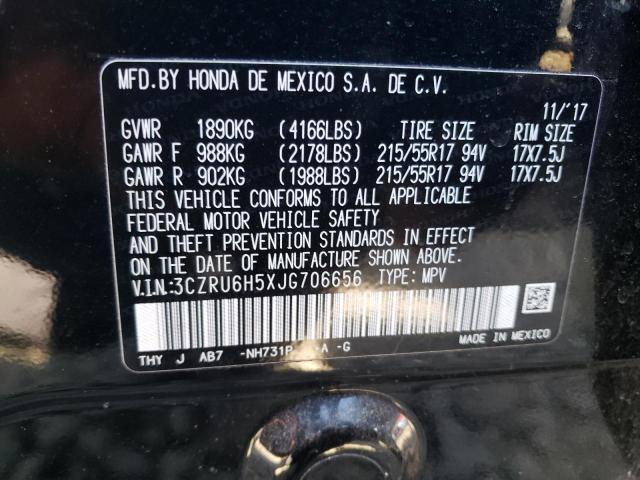 MFD.BY HONDA DE MEXICO S.A. DE C.V.
11/'17
GVWR 1890KG (4166LBS) TIRE SIZE RIM SIZE
GAWR F 988KG (2178LBS) 215/55R17 94V 17X7.5J
GAWR R 902KG (1988LBS) 215/55R17 94V 17X7.5J
THIS VEHICLE CONFORMS TO ALL APPLICABLE
FEDERAL MOTOR VEHICLE SAFETY
AND THEFT PREVENTION STANDARDS IN EFFECT
ON THE DATE OF MANUFACTURE SHOWN ABOVE.
V.I.N:3CZRU6H5XJG706656 TYPE: MPV
MADE IN MEXICO
THY J AB7 -NH731P A -G